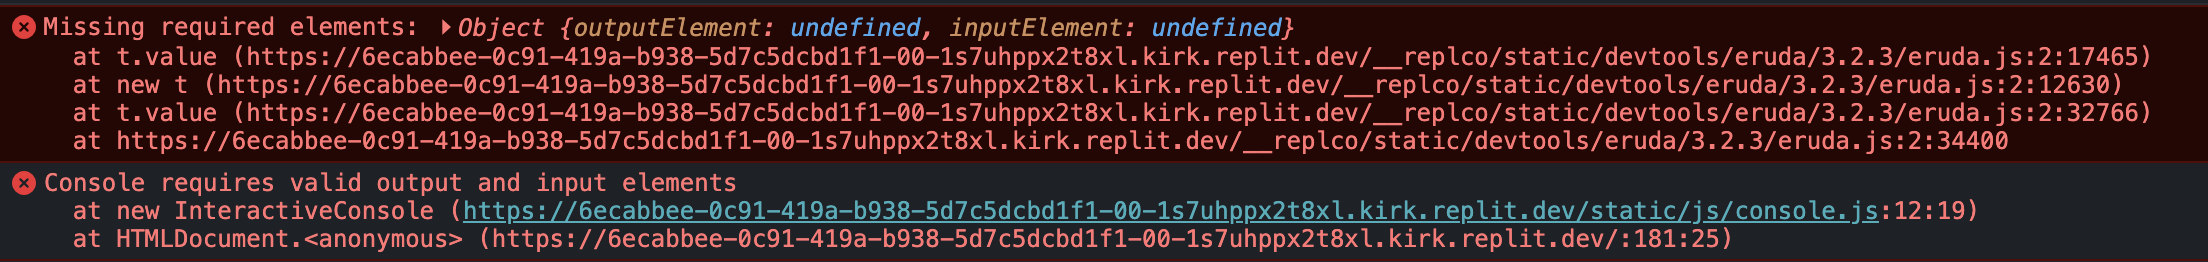 Missing required elements: ▶Object {outputElement: undefined, inputElement: undefined}
at t.value (https://6ecabbee-0c91-419a-b938-5d7c5dcbd1f1-00-1s7uhppx2t8xl.kirk.replit.dev/__replco/static/devtools/eruda/3.2.3/eruda.js:2:17465)
at new t (https://6ecabbee-0c91-419a-b938-5d7c5dcbd1f1-00-1s7uhppx2t8xl.kirk.replit.dev/__replco/static/devtools/eruda/3.2.3/eruda.js:2:12630)
at t.value (https://6ecabbee-0c91-419a-b938-5d7c5dcbd1f1-00-1s7uhppx2t8xl.kirk.replit.dev/__replco/static/devtools/eruda/3.2.3/eruda.js:2:32766)
at https://6ecabbee-0c91-419a-b938-5d7c5dcbd1f1-00-1s7uhppx2t8xl.kirk.replit.dev/__replco/static/devtools/eruda/3.2.3/eruda.js:2:34400
Console requires valid output and input elements
at new InteractiveConsole (https://6ecabbee-0c91-419a-b938-5d7c5dcbd1f1-00-1s7uhppx2t8xl.kirk.replit.dev/static/js/console.js:12:19)
at HTMLDocument.<anonymous> (https://6ecabbee-0c91-419a-b938-5d7c5dcbd1f1-00-1s7uhppx2t8xl.kirk.replit.dev/:181:25)